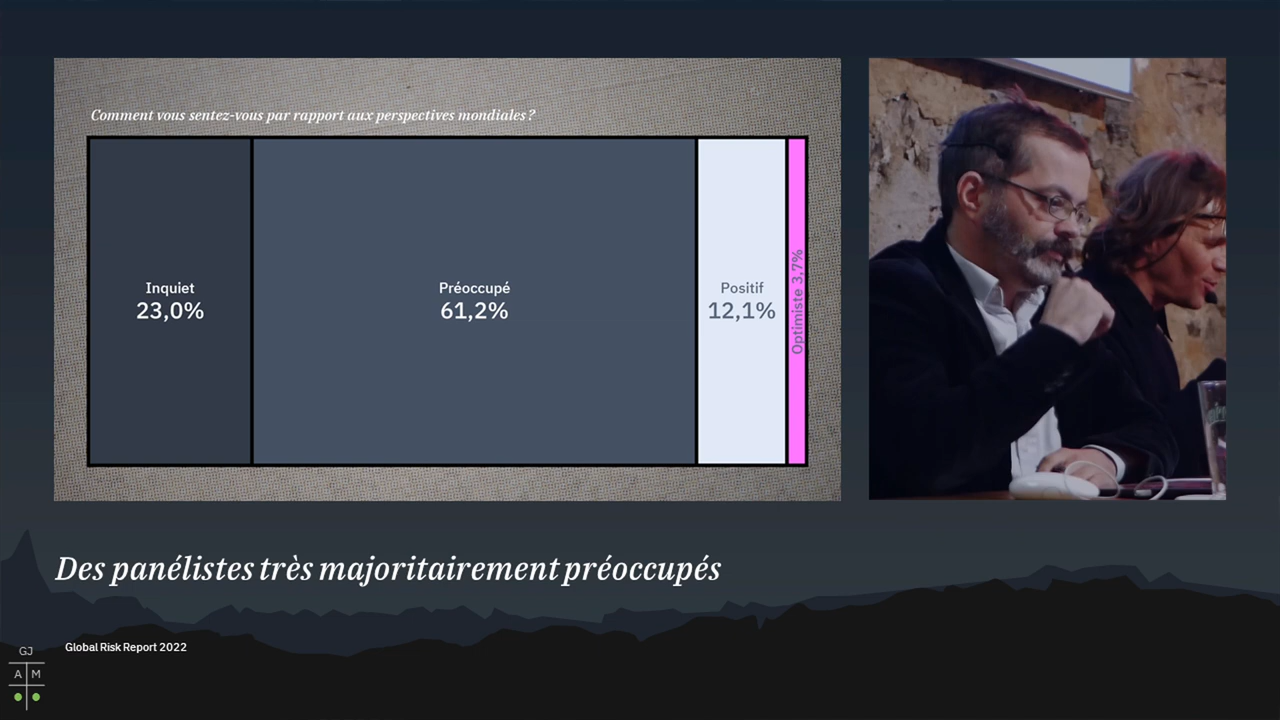 Comment vous sentez-vous par rapport aux perspectives mondiales ?
Inquiet
23,0%
Préoccupé
61,2%
Positif
12,1%
Optimiste 3,7%
Des panélistes très majoritairement préoccupés
Global Risk Report 2022
GJ
A M